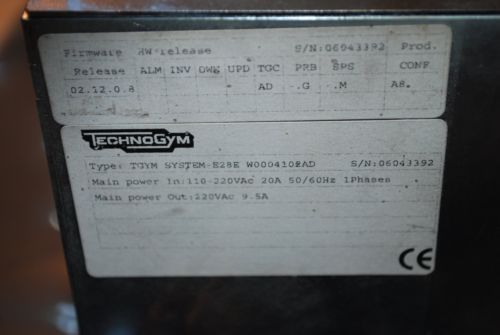 Firmware HW release S/N:06043392 Prod.
Release ALM INV DWE UPD TGC PRB SPS CONF
02.12.0.8 AD -.G -.M A8.
TECHNOGYM
Type: TGYM SYSTEM-E28E W0004102AD S/N:06043392
Main power In:110-220VAc 20A 50/60Hz 1Phases
Main power Out:220VAc 9.5A
CE